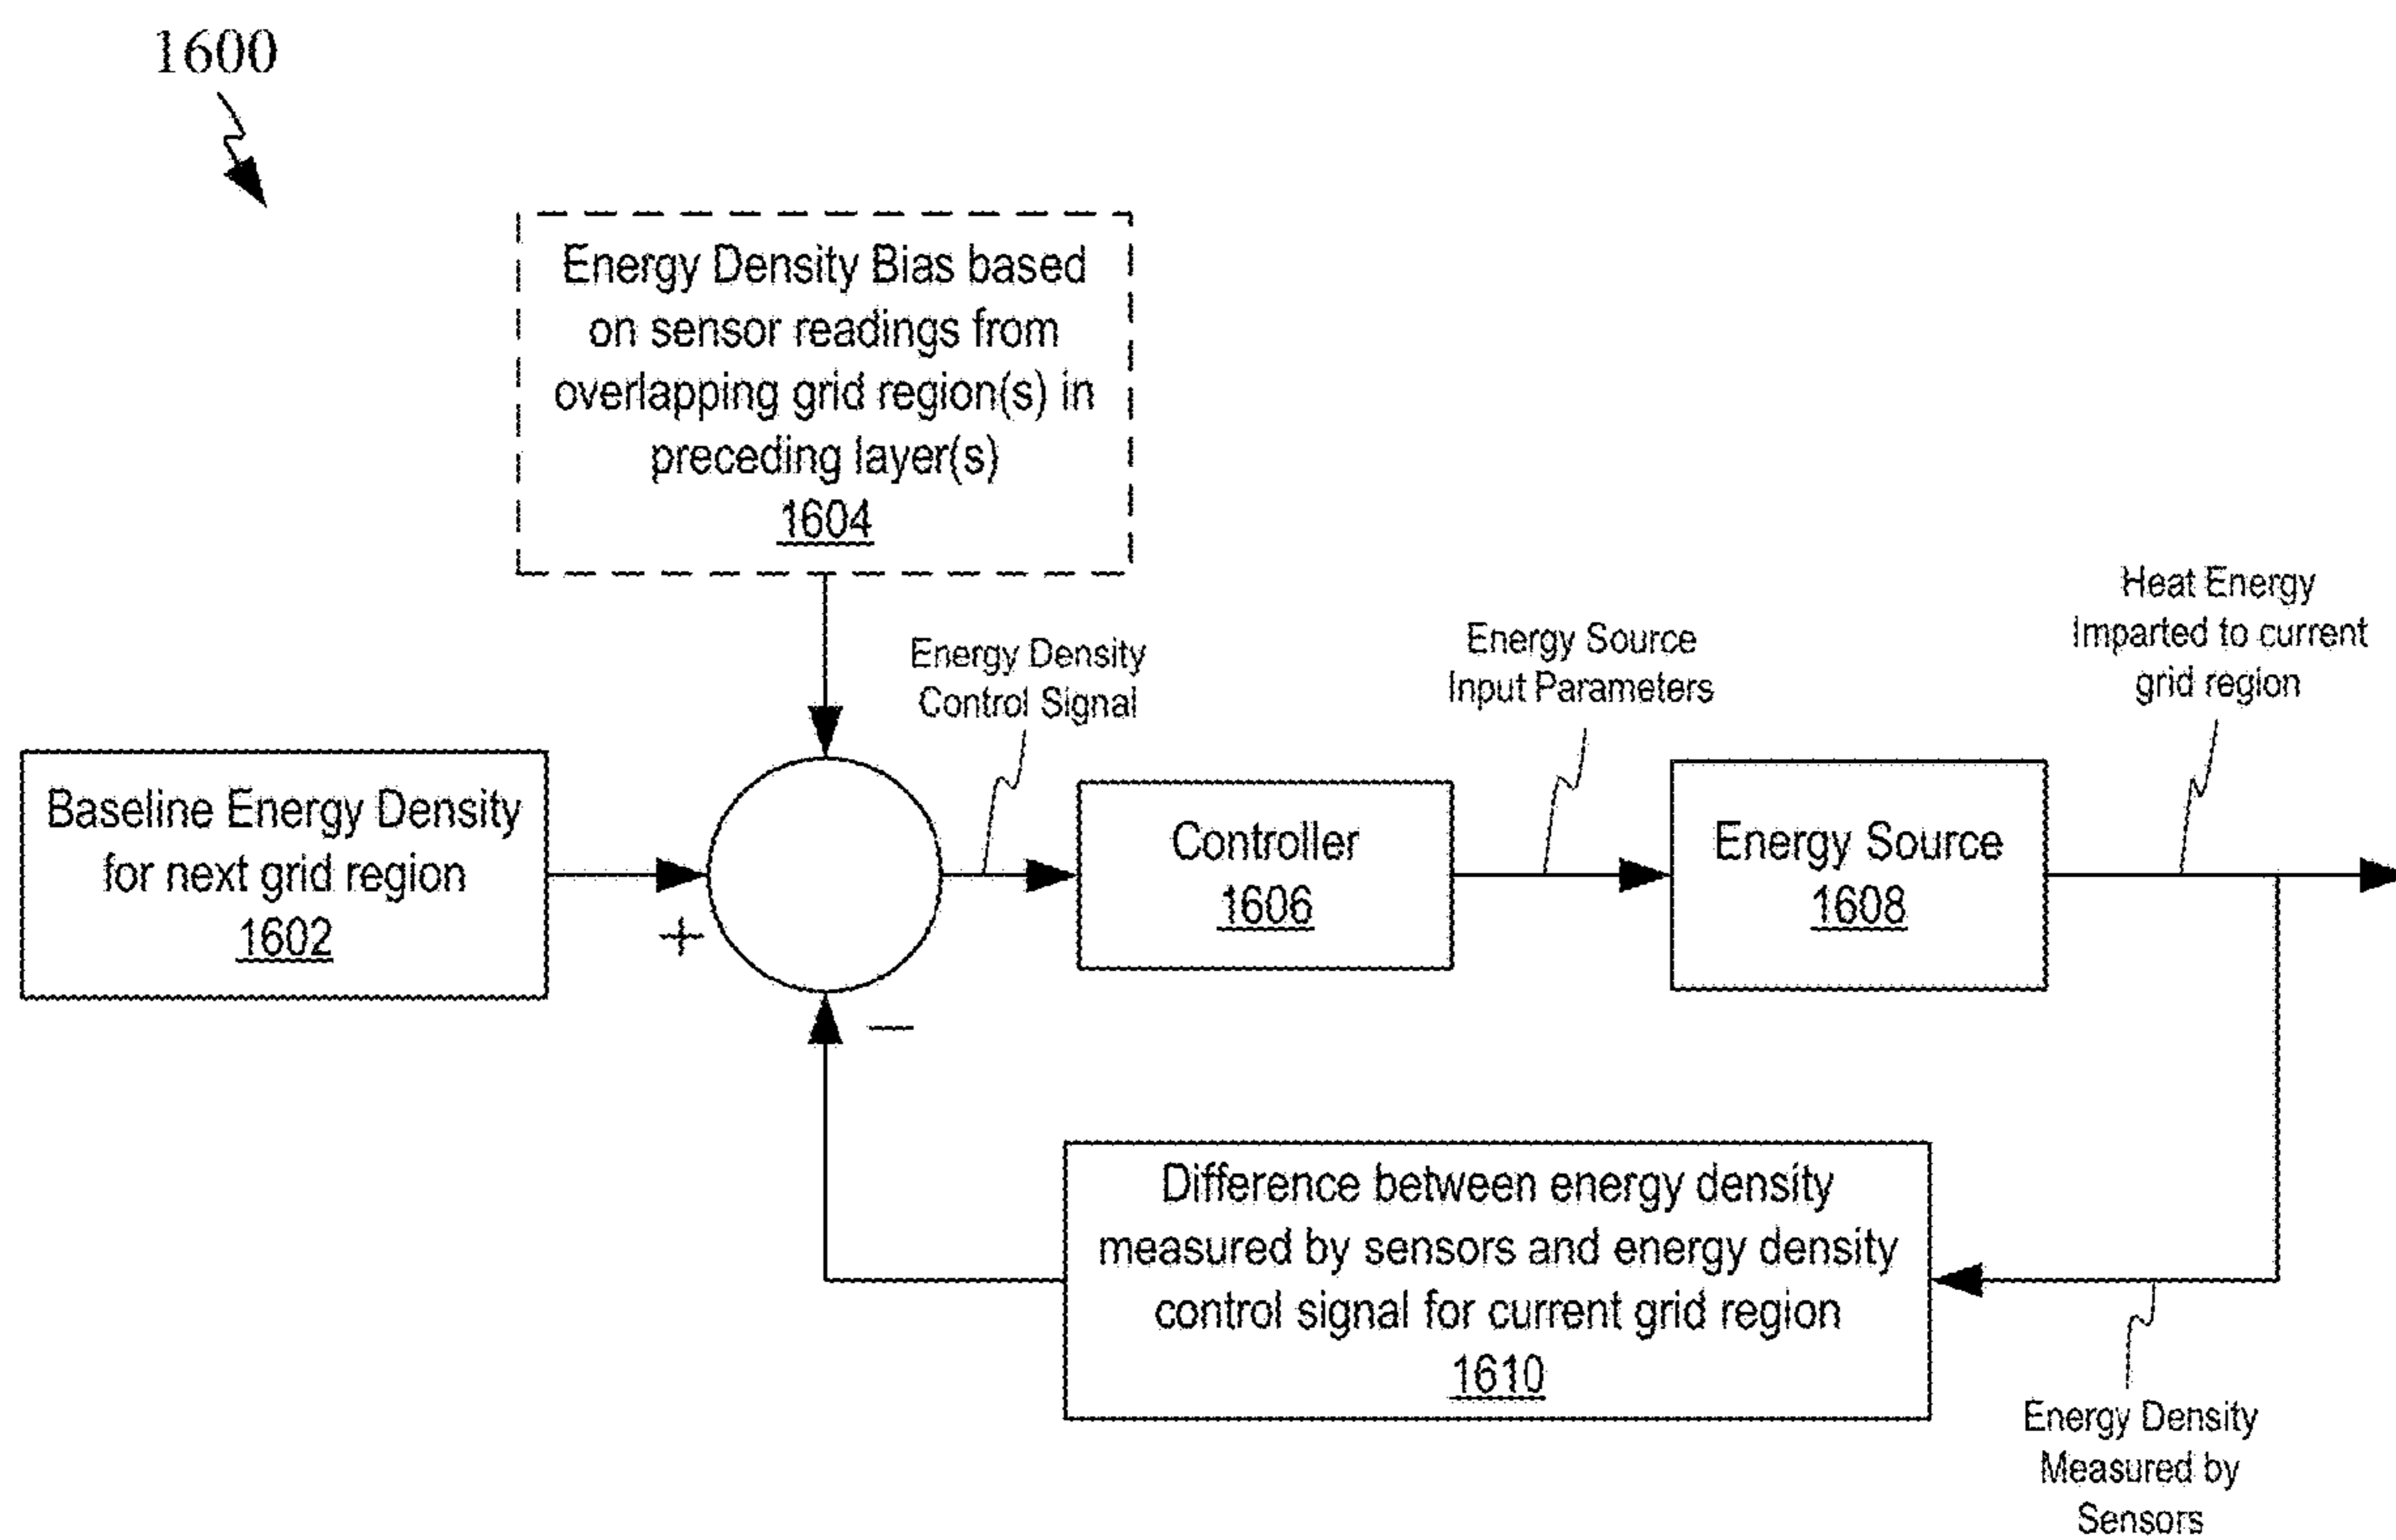 1600
Energy Density Bias based
on sensor readings from
overlapping grid region(s) in
preceding layer(s)
1604
Energy Density
Control Signal
Energy Source
Input Parameters
Heat Energy
Imparted to current
grid region
Baseline Energy Density
for next grid region
1602
+
Controller
1606
Energy Source
1608
−
Difference between energy density
measured by sensors and energy density
control signal for current grid region
1610
Energy Density
Measured by
Sensors